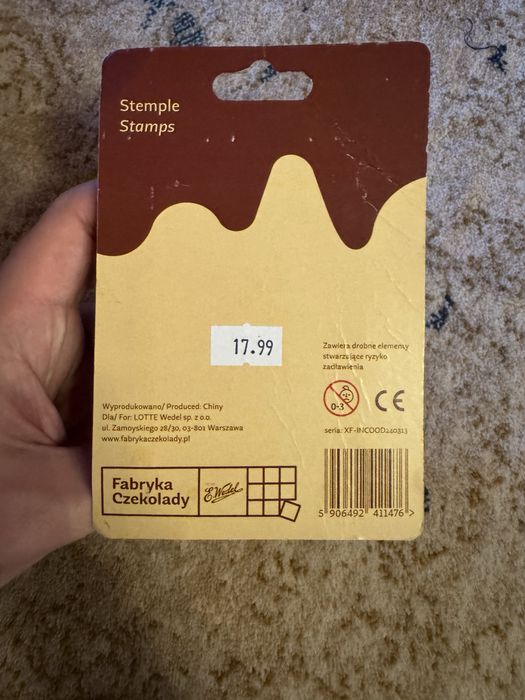 Stemple
Stamps
17.99
Zawiera drobne elementy
stwarzające ryzyko
zadławienia
0-3
CE
Wyprodukowano/ Produced: Chiny
Dla/ For: LOTTE Wedel sp. z o.o.
ul. Zamoyskiego 28/30, 03-801 Warszawa
www.fabrykaczekolady.pl
seria: XF-INCDOD240313
Fabryka
Czekolady
E.Wedel
5 906492 411476 >